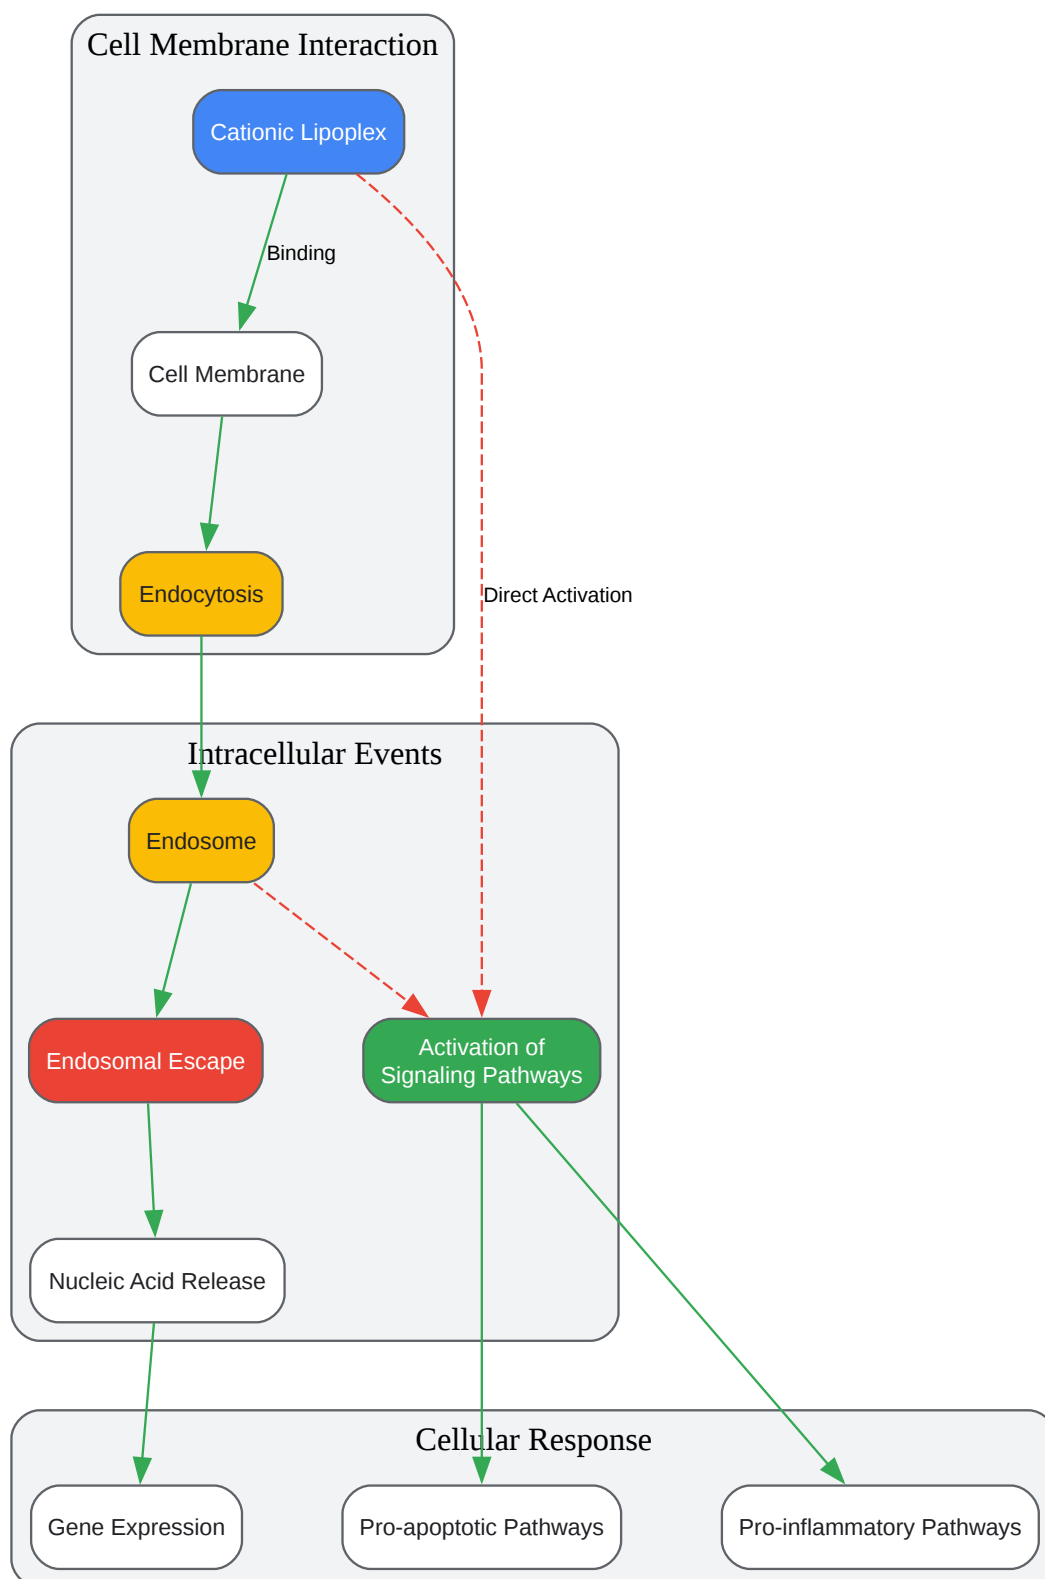 Cell Membrane Interaction
Cationic Lipoplex
Binding
Cell Membrane
Endocytosis
Direct Activation
Intracellular Events
Endosome
Endosomal Escape
Activation of
Signaling Pathways
Nucleic Acid Release
Cellular Response
Gene Expression
Pro-apoptotic Pathways
Pro-inflammatory Pathways